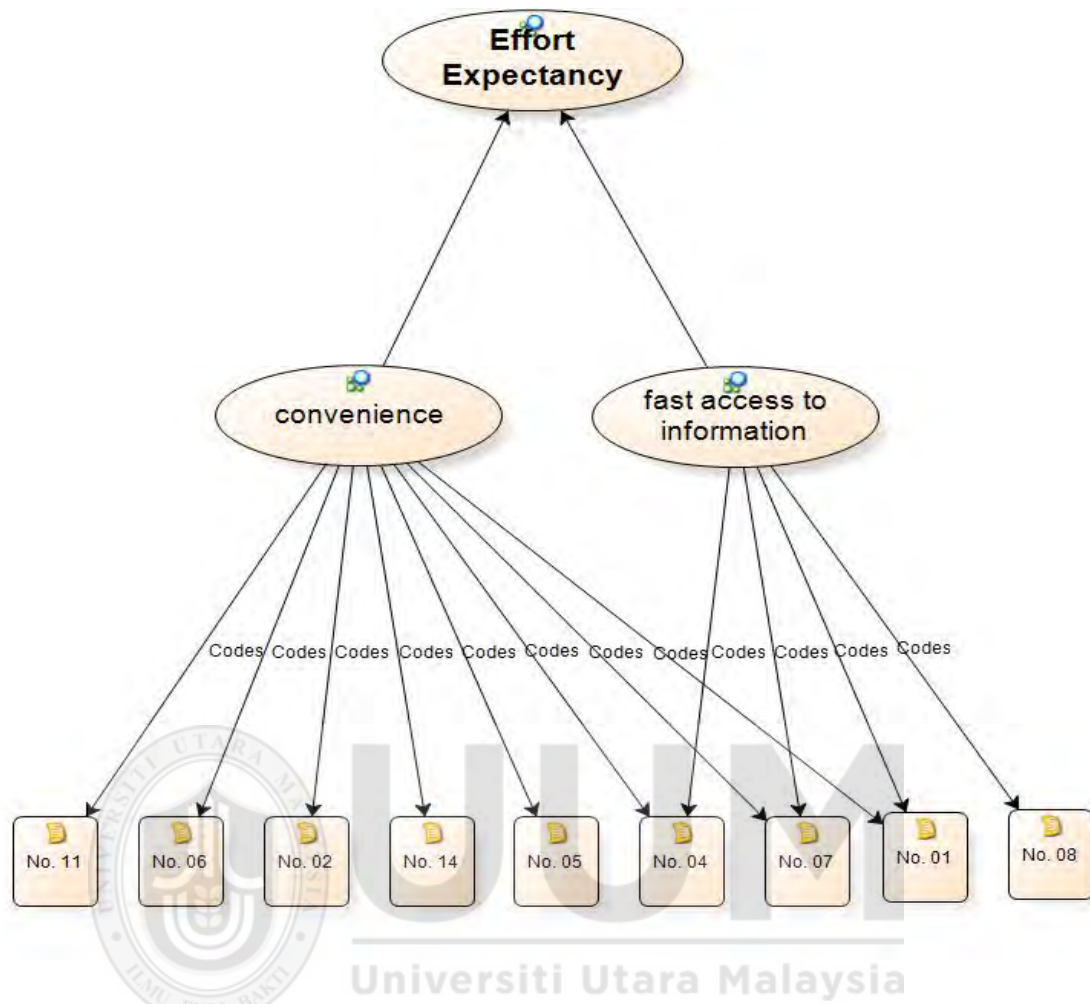 Effort
Expectancy
convenience
fast access to
information
Codes Codes Codes Codes Codes Codes Codes Codes Codes Codes Codes Codes
No. 11 No. 06 No. 02 No. 14 No. 05 No. 04 No. 07 No. 01 No. 08
UNIVERSITI UTARA MALAYSIA
UUM
Universiti Utara Malaysia